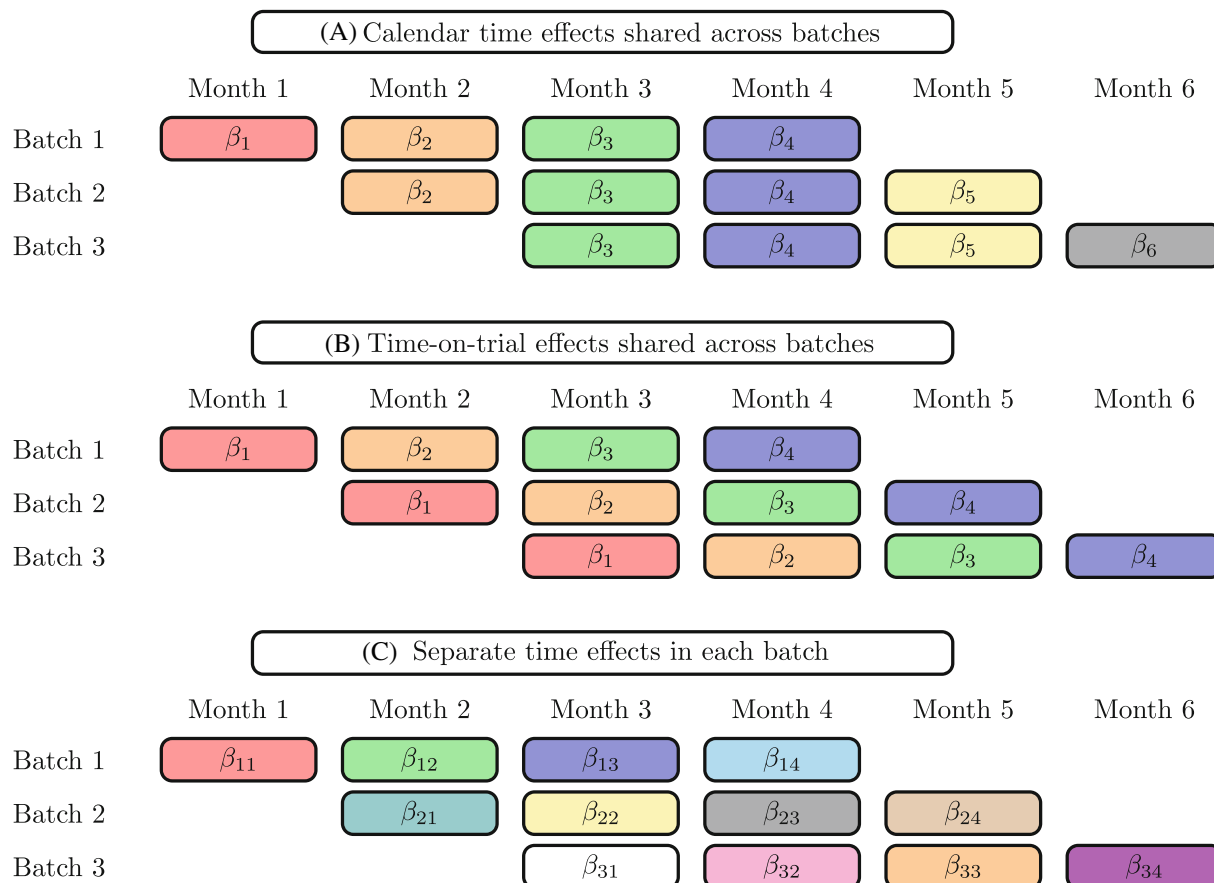 (A) Calendar time effects shared across batches
Month 1 Month 2 Month 3 Month 4 Month 5 Month 6
Batch 1 β₁ β₂ β₃ β₄
Batch 2 β₂ β₃ β₄ β₅
Batch 3 β₃ β₄ β₅ β₆
(B) Time-on-trial effects shared across batches
Month 1 Month 2 Month 3 Month 4 Month 5 Month 6
Batch 1 β₁ β₂ β₃ β₄
Batch 2 β₁ β₂ β₃ β₄
Batch 3 β₁ β₂ β₃ β₄
(C) Separate time effects in each batch
Month 1 Month 2 Month 3 Month 4 Month 5 Month 6
Batch 1 β₁₁ β₁₂ β₁₃ β₁₄
Batch 2 β₂₁ β₂₂ β₂₃ β₂₄
Batch 3 β₃₁ β₃₂ β₃₃ β₃₄